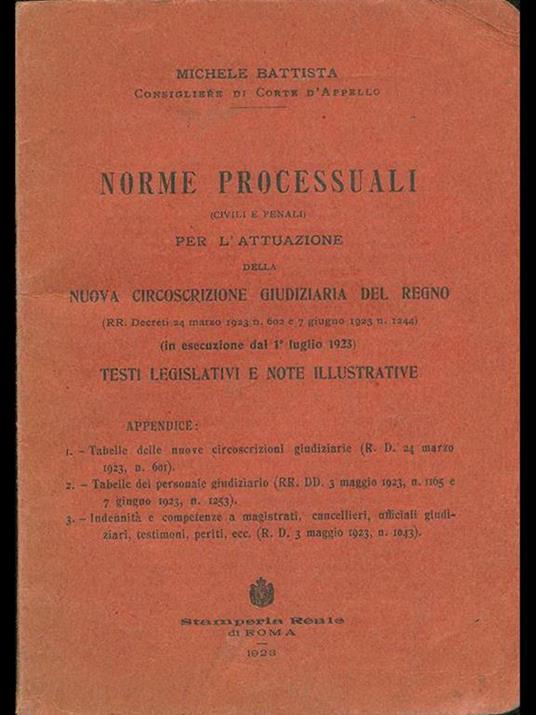 MICHELE BATTISTA
CONSIGLIERE DI CORTE D'APPELLO
NORME PROCESSUALI
(CIVILI E PENALI)
PER L'ATTUAZIONE
DELLA
NUOVA CIRCOSCRIZIONE GIUDIZIARIA DEL REGNO
(RR. Decreti 24 marzo 1923 n. 602 e 7 giugno 1923 n. 1244)
(in esecuzione dal 1° luglio 1923)
TESTI LEGISLATIVI E NOTE ILLUSTRATIVE
APPENDICE:
1. - Tabelle delle nuove circoscrizioni giudiziarie (R. D. 24 marzo
1923, n. 601).
2. - Tabelle del personale giudiziario (RR. DD. 3 maggio 1923, n. 1165 e
7 giugno 1923, n. 1253).
3. - Indennità e competenze a magistrati, cancellieri, ufficiali giudi-
ziari, testimoni, periti, ecc. (R. D. 3 maggio 1923, n. 1043).
Stamperia Reale
di ROMA
1923